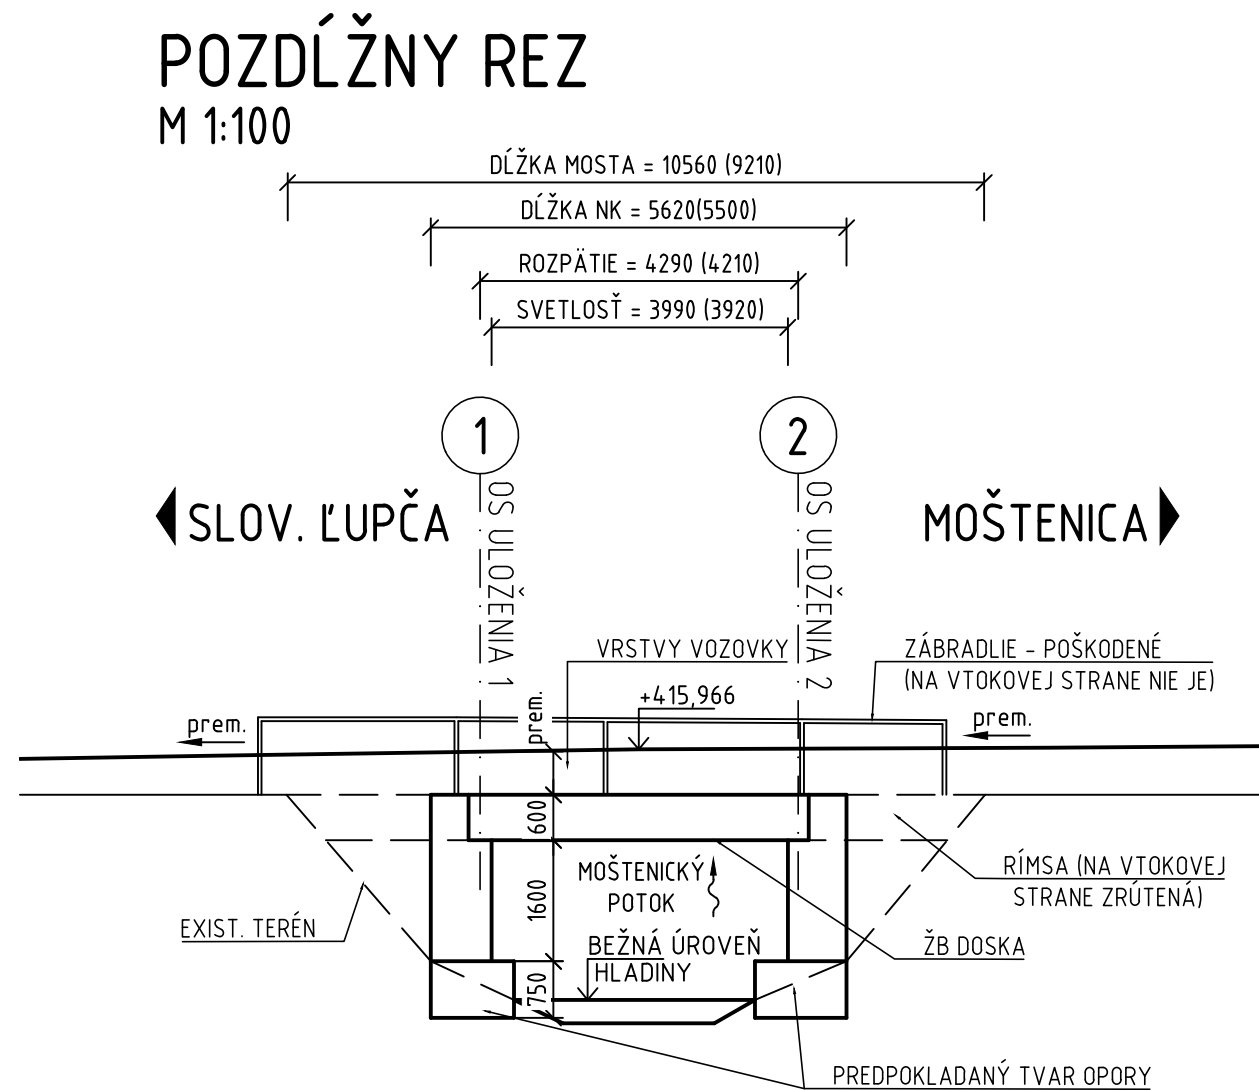 POZDĹŽNY REZ
M 1:100
DĹŽKA MOSTA = 10560 (9210)
DĹŽKA NK = 5620(5500)
ROZPÄTIE = 4290 (4210)
SVETLOSŤ = 3990 (3920)
1
2
SLOV. ĽUPČA
MOŠTENICA
OS ULOŽENIA 1
OS ULOŽENIA 2
VRSTVY VOZOVKY
ZÁBRADLIE - POŠKODENÉ
(NA VTOKOVEJ STRANE NIE JE)
+415,966
prem.
prem.
prem.
600
1600
750
MOŠTENICKÝ
POTOK
RÍMSA (NA VTOKOVEJ
STRANE ZRÚTENÁ)
EXIST. TERÉN
BEŽNÁ ÚROVEŇ
HLADINY
ŽB DOSKA
PREDPOKLADANÝ TVAR OPORY